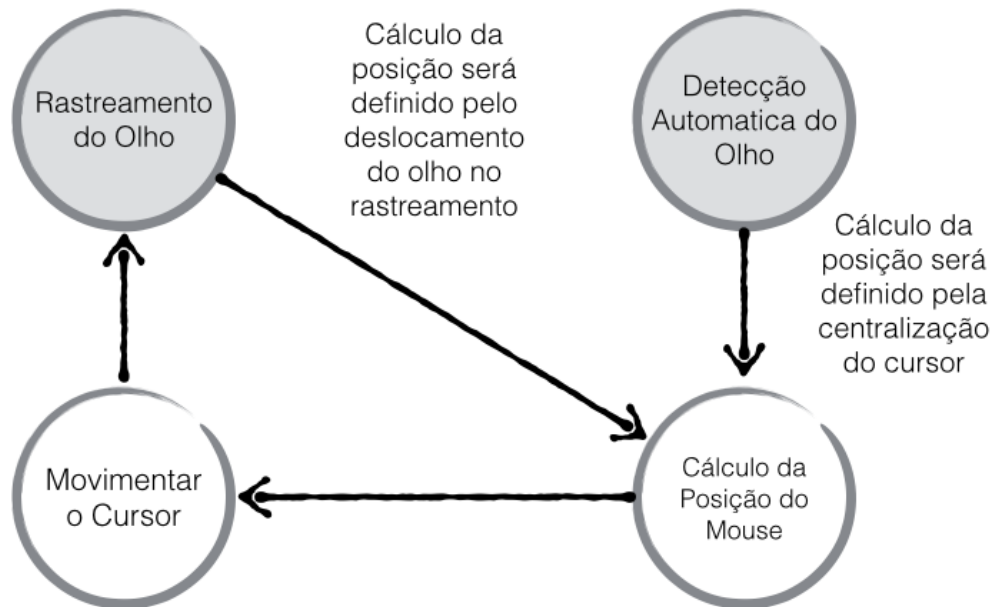 Rastreamento
do Olho
Cálculo da
posição será
definido pelo
deslocamento
do olho no
rastreamento
Detecção
Automatica do
Olho
Cálculo da
posição será
definido pela
centralização
do cursor
Movimentar
o Cursor
Cálculo da
Posição do
Mouse